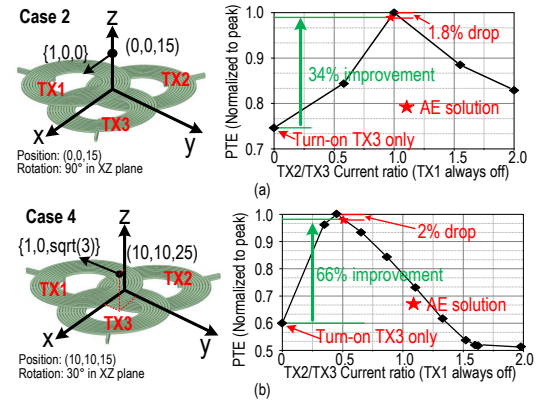 Case 2
Z
{1,0,0}
(0,0,15)
TX1
TX2
TX3
x
y
Position: (0,0,15)
Rotation: 90° in XZ plane
PTE (Normalized to peak)
1.0
0.9
0.8
0.7
1.8% drop
34% improvement
AE solution
Turn-on TX3 only
0 0.5 1.0 1.5 2.0
TX2/TX3 Current ratio (TX1 always off)
(a)
Case 4
Z
{1,0,sqrt(3)}
(10,10,25)
TX1
TX2
TX3
x
y
Position: (10,10,15)
Rotation: 30° in XZ plane
PTE (Normalized to peak)
1.0
0.9
0.8
0.7
0.6
0.5
2% drop
66% improvement
AE solution
Turn-on TX3 only
0 0.5 1.0 1.5 2.0
TX2/TX3 Current ratio (TX1 always off)
(b)